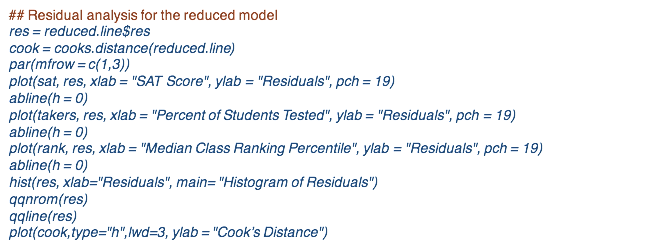 ## Residual analysis for the reduced model
res = reduced.line$res
cook = cooks.distance(reduced.line)
par(mfrow = c(1,3))
plot(sat, res, xlab = "SAT Score", ylab = "Residuals", pch = 19)
abline(h = 0)
plot(takers, res, xlab = "Percent of Students Tested", ylab = "Residuals", pch = 19)
abline(h = 0)
plot(rank, res, xlab = "Median Class Ranking Percentile", ylab = "Residuals", pch = 19)
abline(h = 0)
hist(res, xlab="Residuals", main= "Histogram of Residuals")
qqnrom(res)
qqline(res)
plot(cook,type="h",lwd=3, ylab = "Cook's Distance")